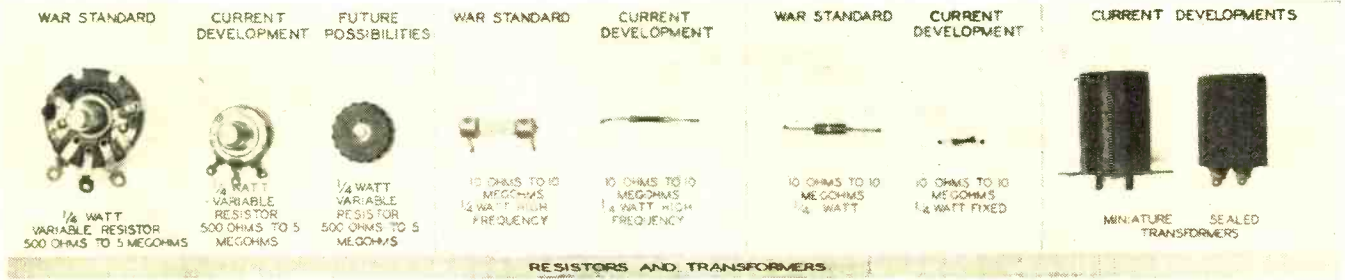 WAR STANDARD
CURRENT
DEVELOPMENT
FUTURE
POSSIBILITIES
1/4 WATT
VARIABLE RESISTOR
500 OHMS TO 5 MEGOHMS
1/4 WATT
VARIABLE
RESISTOR
500 OHMS TO 5
MEGOHMS
1/4 WATT
VARIABLE
RESISTOR
500 OHMS TO 5
MEGOHMS
WAR STANDARD
CURRENT
DEVELOPMENT
10 OHMS TO 10
MEGOHMS
1/4 WATT HIGH
FREQUENCY
10 OHMS TO 10
MEGOHMS
1/4 WATT HIGH
FREQUENCY
WAR STANDARD
CURRENT
DEVELOPMENT
10 OHMS TO 10
MEGOHMS
1/4 WATT
10 OHMS TO 10
MEGOHMS
1/4 WATT FIXED
CURRENT DEVELOPMENTS
MINIATURE SEALED
TRANSFORMERS
RESISTORS AND TRANSFORMERS